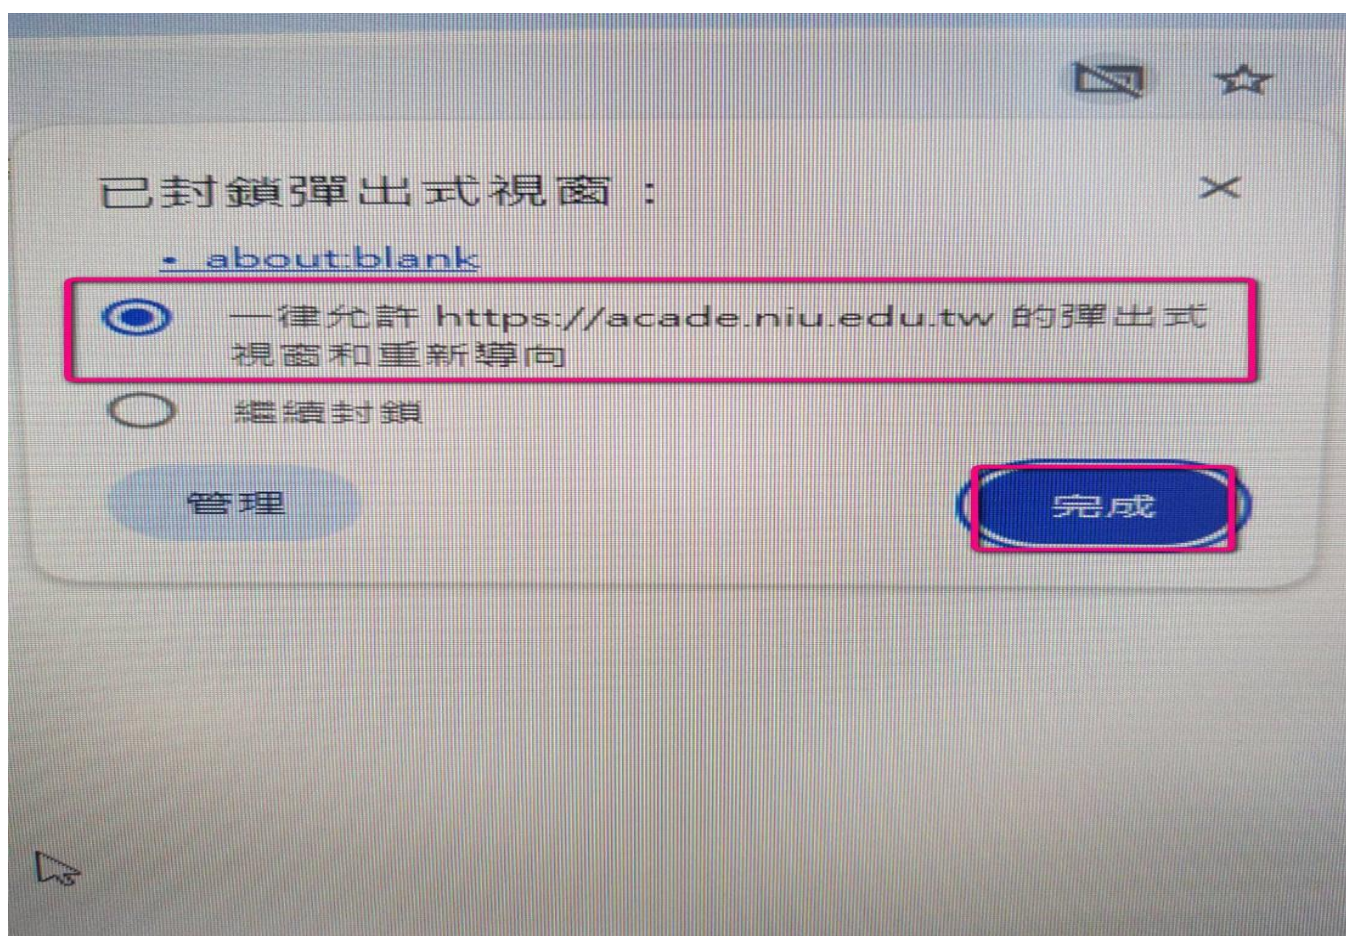 已封鎖彈出式視窗：
• about:blank
一律允許 https://acade.niu.edu.tw 的彈出式
視窗和重新導向
繼續封鎖
管理
完成